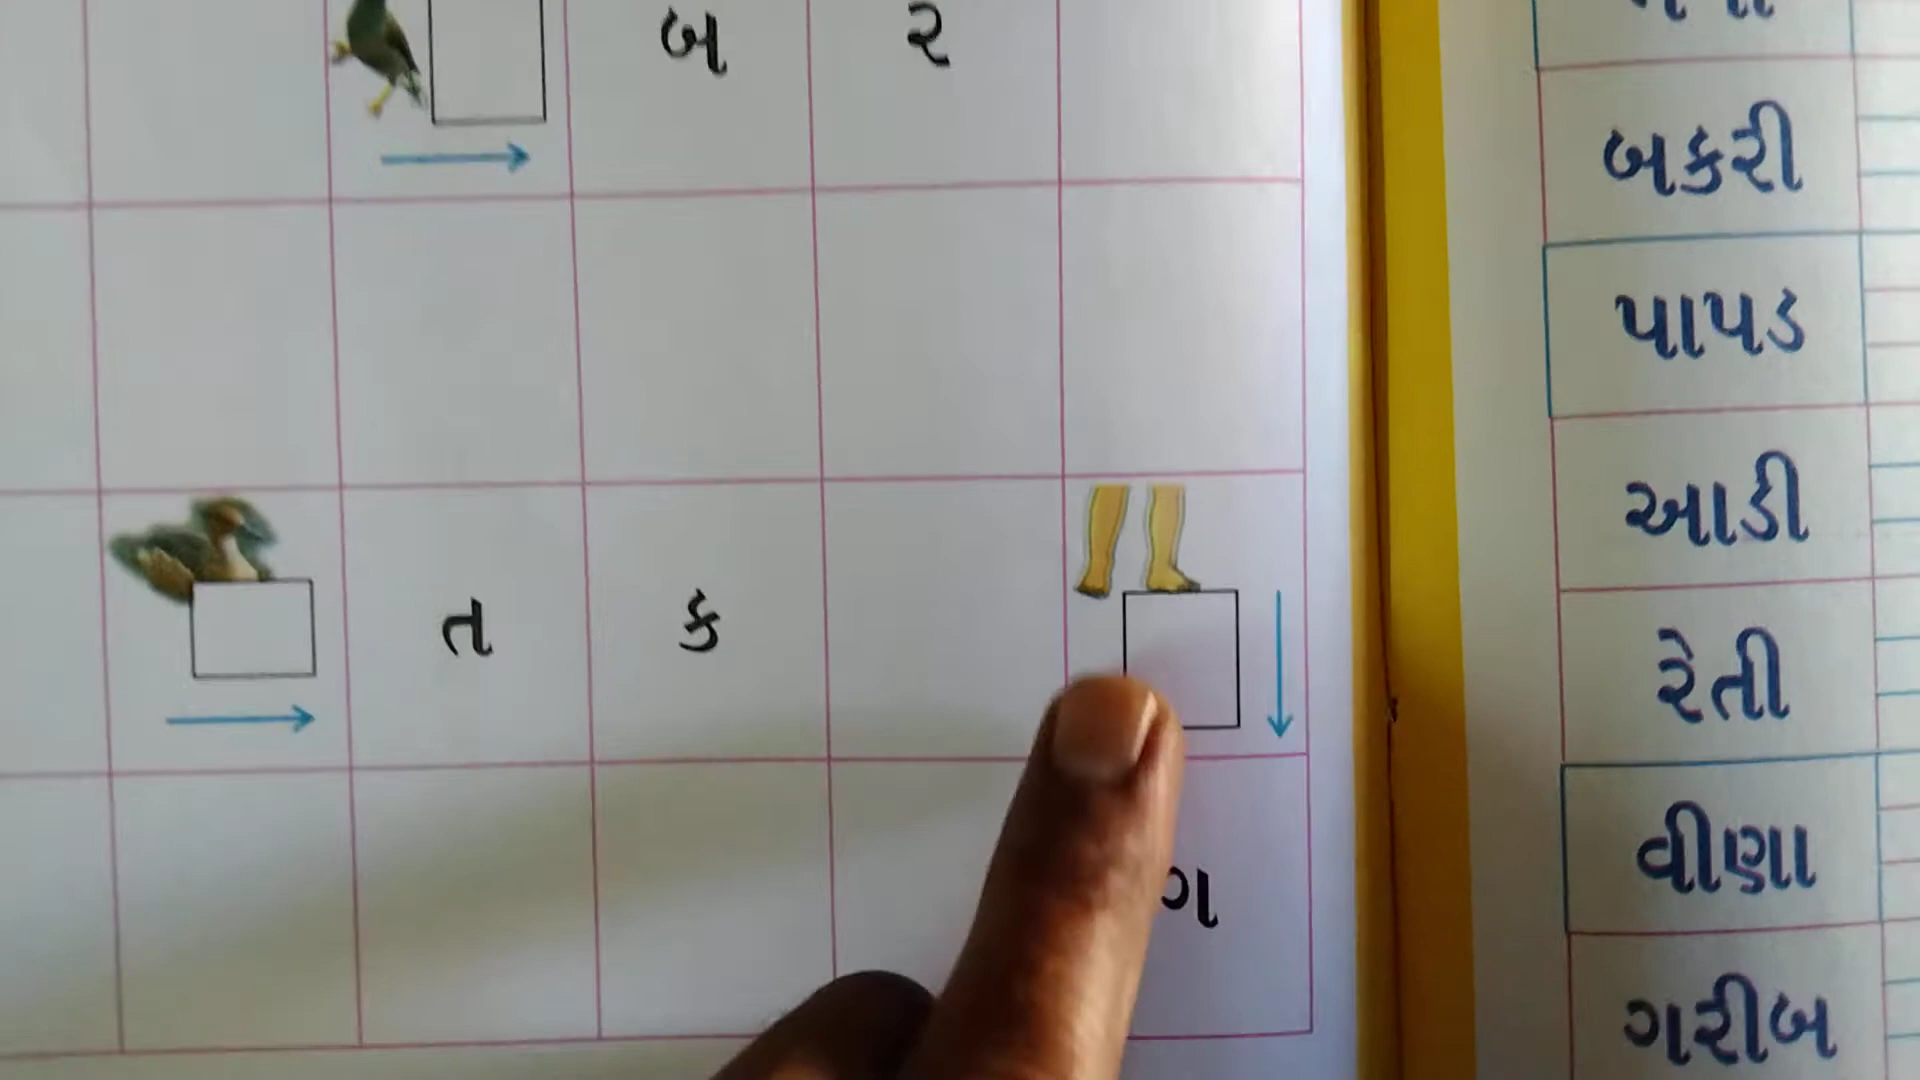 બ ર
બકરી
પાપડ
આડી
રેતી
ત ક
વીણા
ગ
ગરીબ